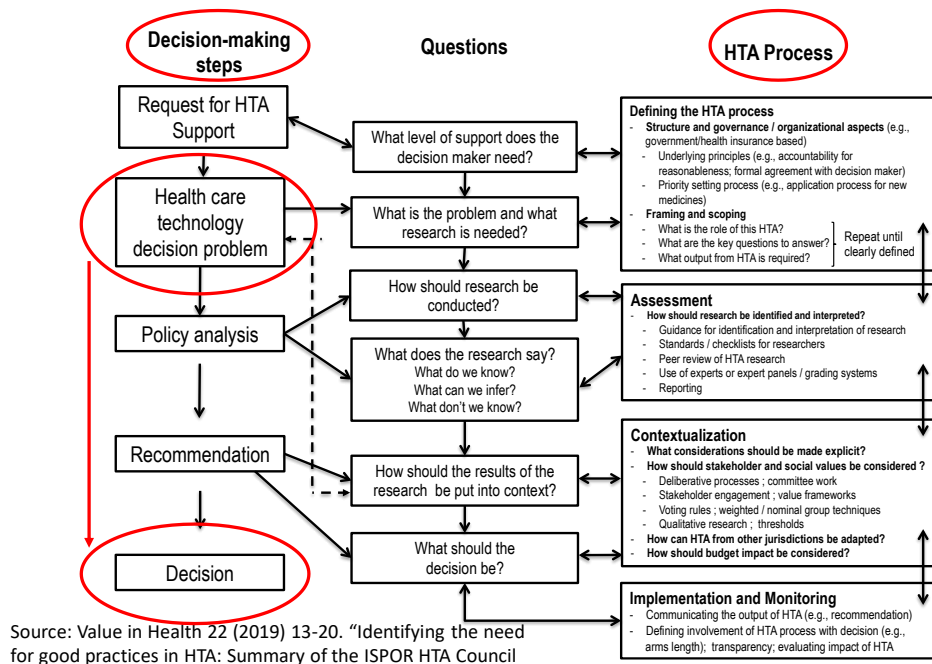 Decision-making
steps
Questions
HTA Process
Request for HTA
Support
Health care
technology
decision problem
Policy analysis
Recommendation
Decision
What level of support does the
decision maker need?
What is the problem and what
research is needed?
How should research be
conducted?
What does the research say?
What do we know?
What can we infer?
What don't we know?
How should the results of the
research be put into context?
What should the
decision be?
Defining the HTA process
- Structure and governance / organizational aspects (e.g.,
government/health insurance based)
- Underlying principles (e.g., accountability for
reasonableness; formal agreement with decision maker)
- Priority setting process (e.g., application process for new
medicines)
- Framing and scoping
- What is the role of this HTA?
- What are the key questions to answer?
- What output from HTA is required?
Repeat until
clearly defined
Assessment
- How should research be identified and interpreted?
- Guidance for identification and interpretation of research
- Standards / checklists for researchers
- Peer review of HTA research
- Use of experts or expert panels / grading systems
- Reporting
Contextualization
- What considerations should be made explicit?
- How should stakeholder and social values be considered ?
- Deliberative processes ; committee work
- Stakeholder engagement ; value frameworks
- Voting rules ; weighted / nominal group techniques
- Qualitative research ; thresholds
- How can HTA from other jurisdictions be adapted?
- How should budget impact be considered?
Implementation and Monitoring
- Communicating the output of HTA (e.g., recommendation)
- Defining involvement of HTA process with decision (e.g.,
arms length); transparency; evaluating impact of HTA
Source: Value in Health 22 (2019) 13-20. "Identifying the need
for good practices in HTA: Summary of the ISPOR HTA Council